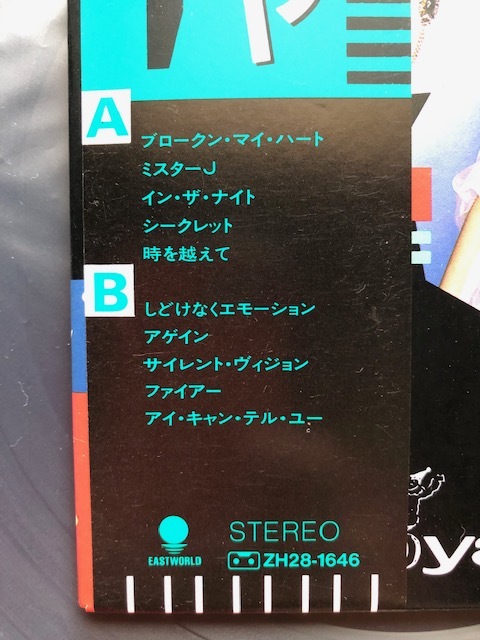 A
ブロークン・マイ・ハート
ミスターJ
イン・ザ・ナイト
シークレット
時を越えて
B
しどけなくエモーション
アゲイン
サイレント・ヴィジョン
ファイアー
アイ・キャン・テル・ユー
EASTWORLD
STEREO
ZH28-1646